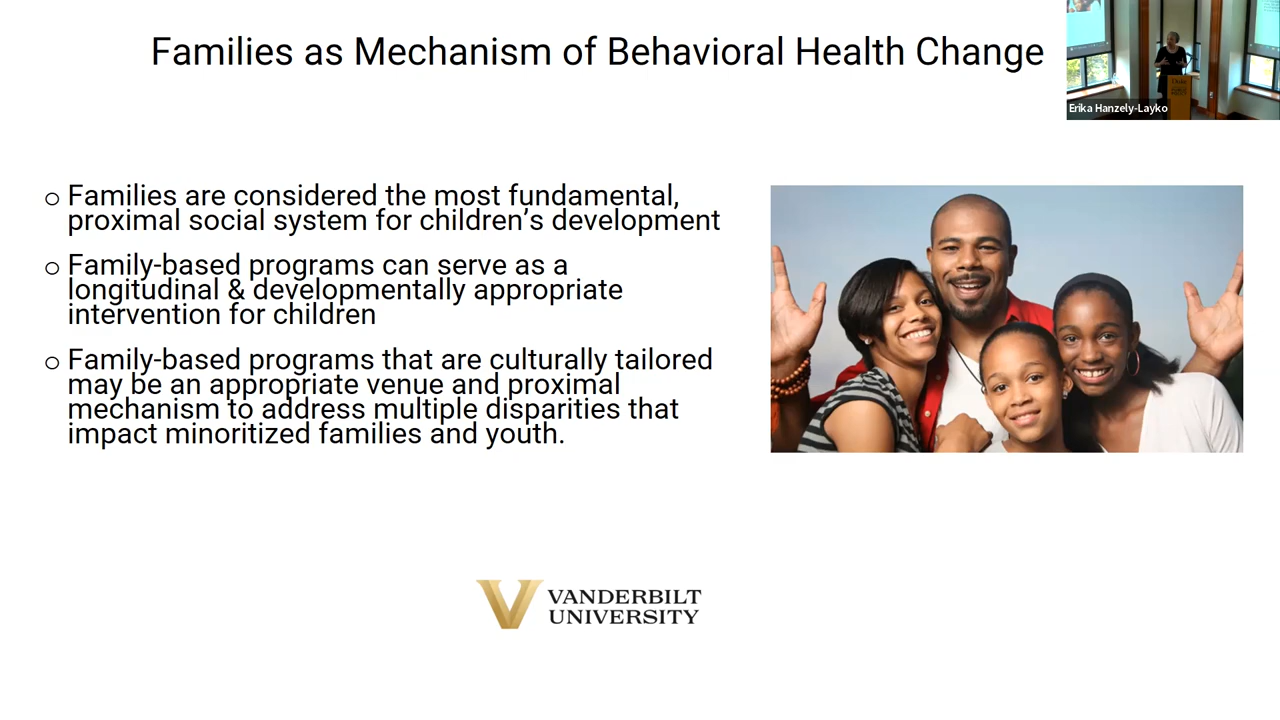 Families as Mechanism of Behavioral Health Change
Erika Hanzely-Layko
o Families are considered the most fundamental,
proximal social system for children’s development
o Family-based programs can serve as a
longitudinal & developmentally appropriate
intervention for children
o Family-based programs that are culturally tailored
may be an appropriate venue and proximal
mechanism to address multiple disparities that
impact minoritized families and youth.
VANDERBILT
UNIVERSITY